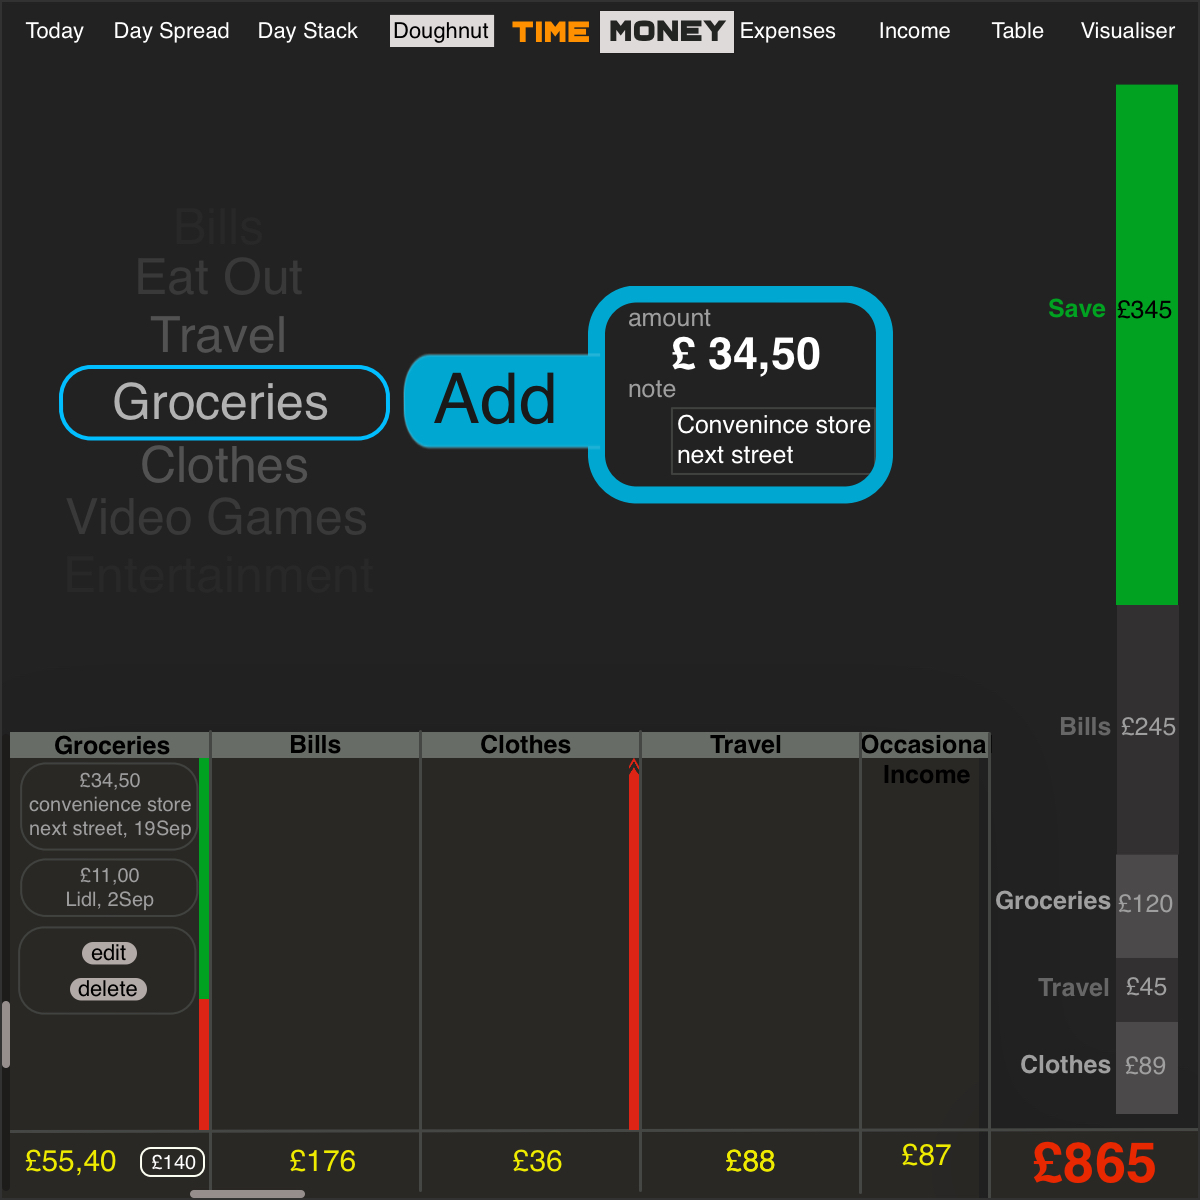 Today Day Spread Day Stack Doughnut TIME MONEY Expenses Income Table Visualiser
Bills
Eat Out
Travel
Groceries
Clothes
Video Games
Entertainment
Add
amount
£ 34,50
note
Convenince store
next street
Save £345
Bills £245
Groceries £120
Travel £45
Clothes £89
Groceries Bills Clothes Travel Occasiona
Income
£34,50
convenience store
next street, 19Sep
£11,00
Lidl, 2Sep
edit
delete
£55,40 £140 £176 £36 £88 £87 £865